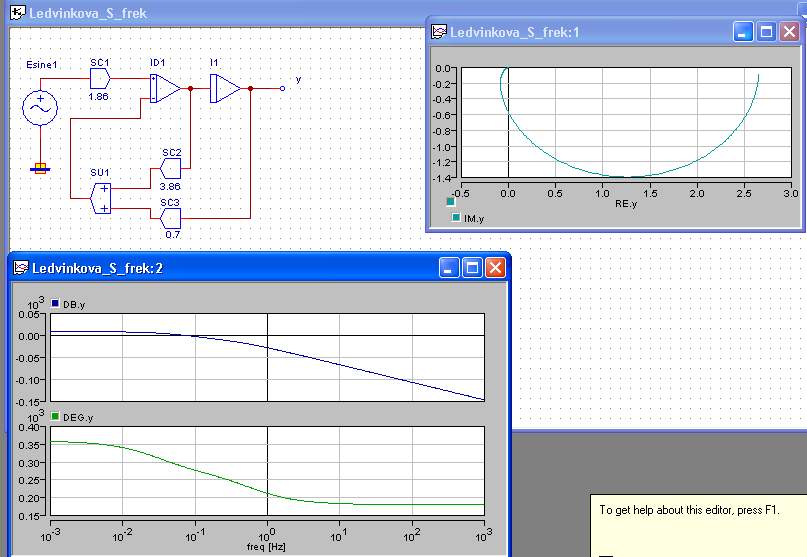 Ledvinkova_S_frek
Esine1
SC1
1.86
ID1
I1
y
SC2
3.86
SU1
SC3
0.7
Ledvinkova_S_frek:1
0.0
-0.2
-0.4
-0.6
-0.8
-1.0
-1.2
-1.4
-0.5 0.0 0.5 1.0 1.5 2.0 2.5 3.0
RE.y
IM.y
Ledvinkova_S_frek:2
10^3 DB.y
0.05
0.00
-0.05
-0.10
-0.15
10^3 DEG.y
0.40
0.35
0.30
0.25
0.20
0.15
10^-3 10^-2 10^-1 10^0 10^1 10^2 10^3
freq [Hz]
To get help about this editor, press F1.